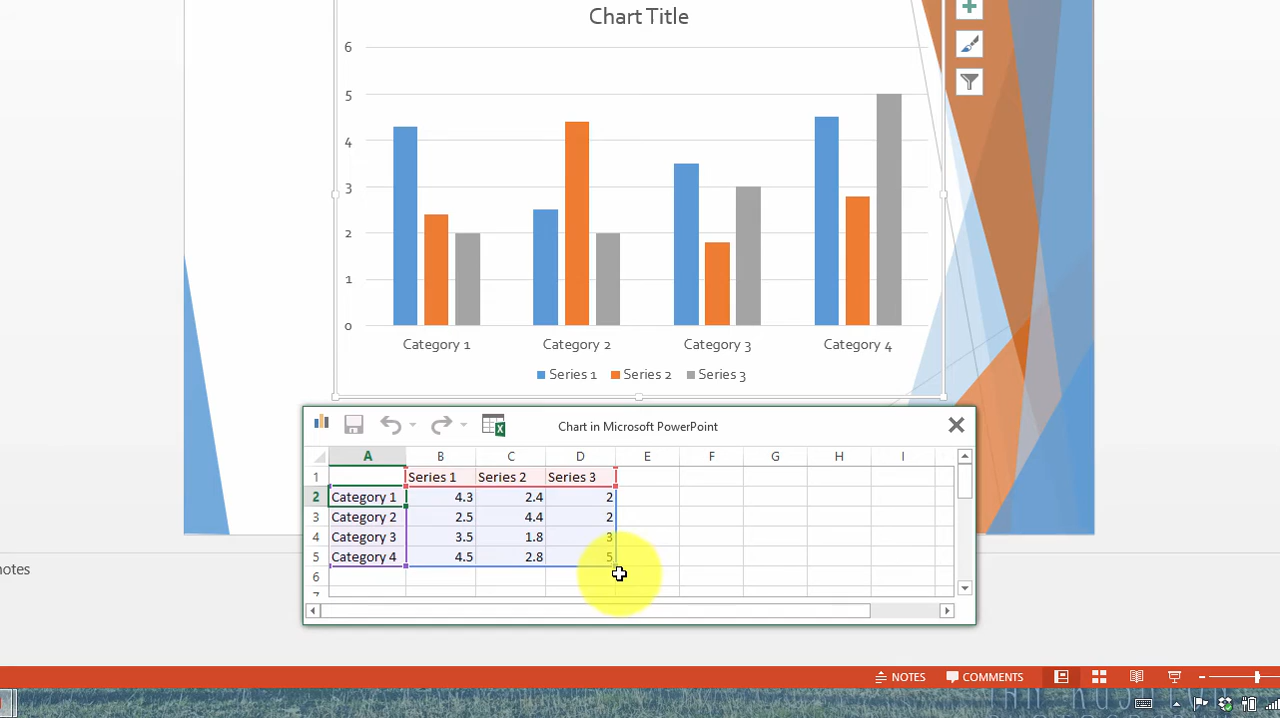 Chart Title
6
5
4
3
2
1
0
Category 1 Category 2 Category 3 Category 4
Series 1 Series 2 Series 3
Chart in Microsoft PowerPoint
A B C D E F G H I
1 Series 1 Series 2 Series 3
2 Category 1 4.3 2.4 2
3 Category 2 2.5 4.4 2
4 Category 3 3.5 1.8 3
5 Category 4 4.5 2.8 5
6
7
notes
NOTES COMMENTS